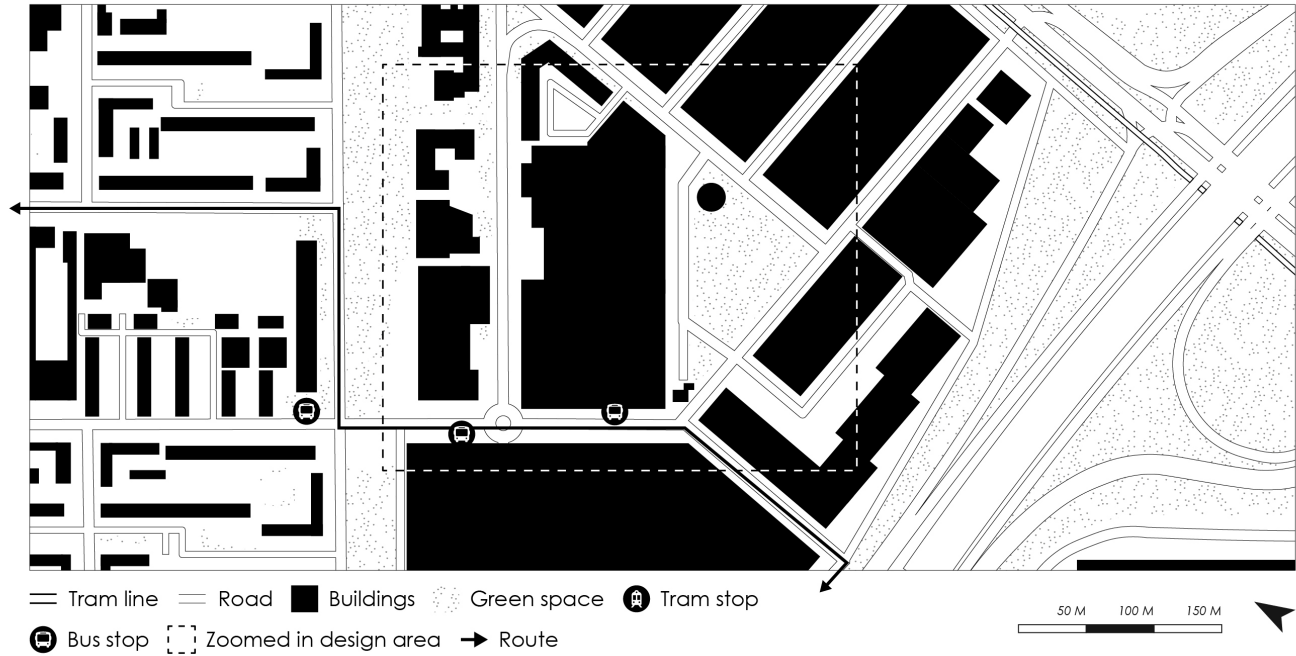 Tram line Road Buildings Green space Tram stop
Bus stop Zoomed in design area Route
50 M 100 M 150 M